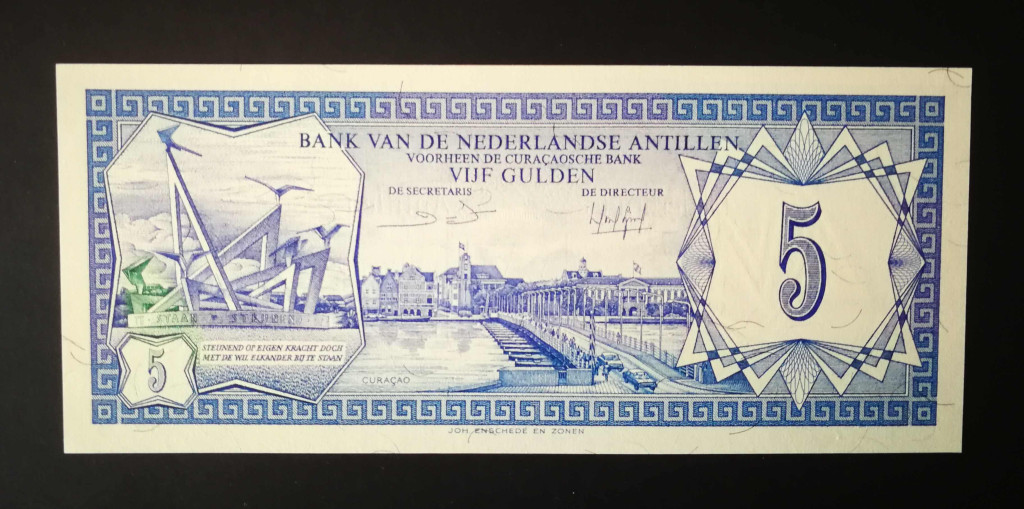 BANK VAN DE NEDERLANDSE ANTILLEN
VOORHEEN DE CURAÇAOSCHE BANK
VIJF GULDEN
DE SECRETARIS DE DIRECTEUR
5
STEUNEND OP EIGEN KRACHT DOCH
MET DE WIL ELKANDER BIJ TE STAAN
5
CURAÇAO
JOH. ENSCHEDE EN ZONEN